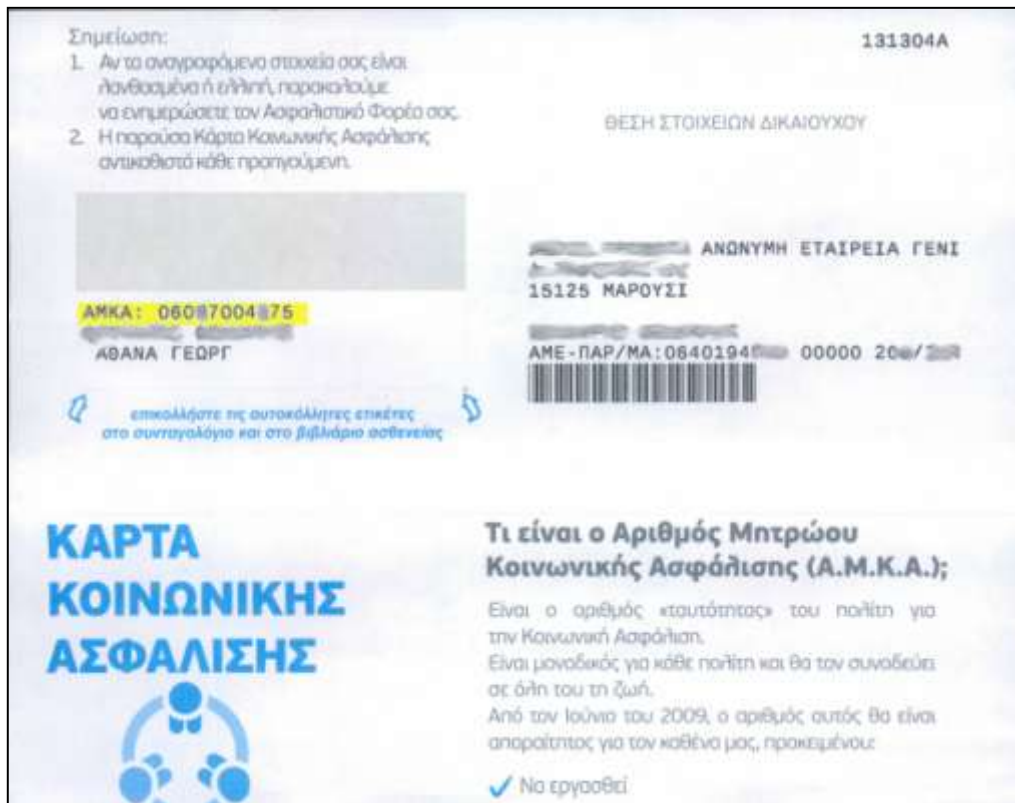 Σημείωση:
1. Αν τα αναγραφόμενα στοιχεία σας είναι
λανθασμένα ή ελλιπή, παρακαλούμε
να ενημερώσετε τον Ασφαλιστικό Φορέα σας.
2. Η παρούσα Κάρτα Κοινωνικής Ασφάλισης
αντικαθιστά κάθε προηγούμενη.
131304Α
ΘΕΣΗ ΣΤΟΙΧΕΙΩΝ ΔΙΚΑΙΟΥΧΟΥ
ΑΝΩΝΥΜΗ ΕΤΑΙΡΕΙΑ ΓΕΝΙ
15125 ΜΑΡΟΥΣΙ
ΑΜΚΑ:
ΑΘΑΝΑ ΓΕΩΡΓ
ΑΜΕ-ΠΑΡ/ΜΑ: 00000
επικολλήστε τις αυτοκόλλητες ετικέτες
στο συνταγολόγιο και στο βιβλιάριο ασθενείας
ΚΑΡΤΑ
ΚΟΙΝΩΝΙΚΗΣ
ΑΣΦΑΛΙΣΗΣ
Τι είναι ο Αριθμός Μητρώου
Κοινωνικής Ασφάλισης (Α.Μ.Κ.Α.);
Είναι ο αριθμός «ταυτότητας» του πολίτη για
την Κοινωνική Ασφάλιση.
Είναι μοναδικός για κάθε πολίτη και θα τον συνοδεύει
σε όλη του τη ζωή.
Από τον Ιούνιο του 2009, ο αριθμός αυτός θα είναι
απαραίτητος για τον καθένα μας, προκειμένου:
Να εργασθεί